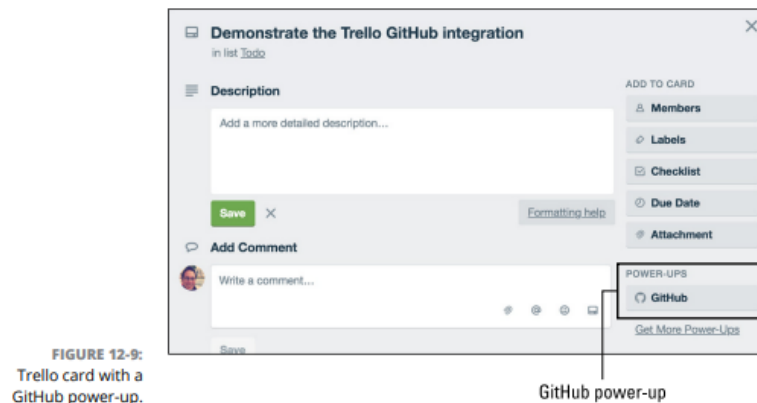 Demonstrate the Trello GitHub integration
in list Todo
Description
Add a more detailed description...
Save
Formatting help
Add Comment
Write a comment...
Save
ADD TO CARD
Members
Labels
Checklist
Due Date
Attachment
POWER-UPS
GitHub
Get More Power-Ups
GitHub power-up
FIGURE 12-9:
Trello card with a
GitHub power-up.